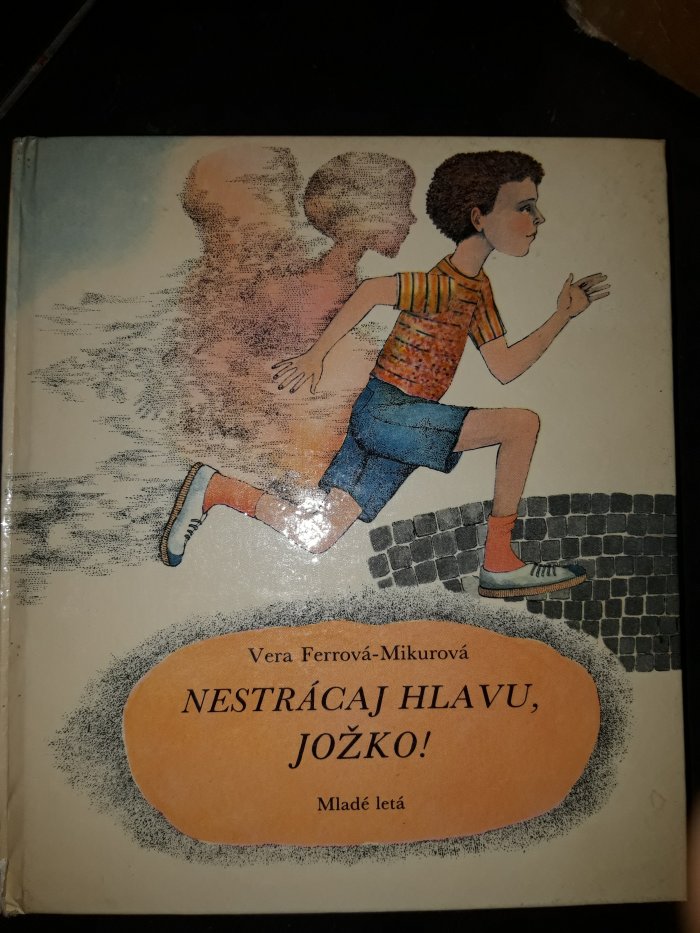 Vera Ferrová-Mikurová
NESTRÁCAJ HLAVU,
JOŽKO!
Mladé letá